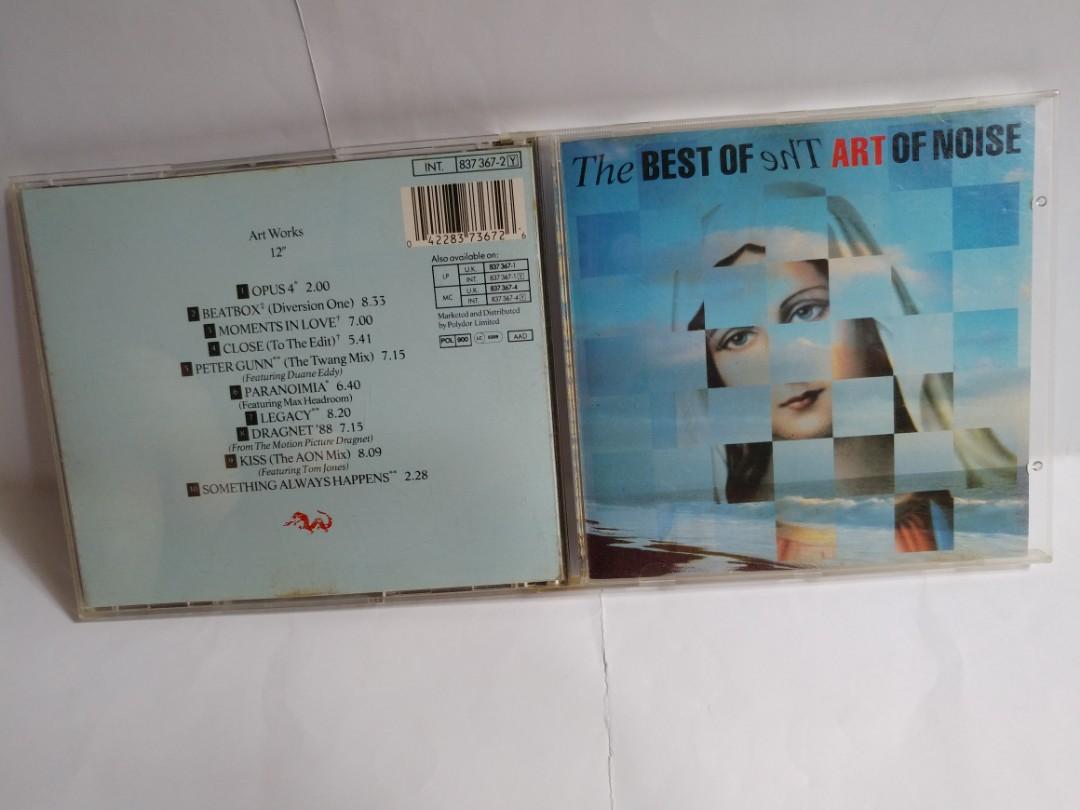 INT. 837 367-2 Y
0 42283 73672 6
Also available on:
LP U.K. 837 367-1
INT. 837 367-1 Y
MC U.K. 837 367-4
INT. 837 367-4 Y
Marketed and Distributed
by Polydor Limited
POL 900 LC AAD
Art Works
12"
1 OPUS 4* 2.00
2 BEATBOX‡ (Diversion One) 8.33
3 MOMENTS IN LOVE† 7.00
4 CLOSE (To The Edit)† 5.41
5 PETER GUNN** (The Twang Mix) 7.15
(Featuring Duane Eddy)
6 PARANOIMIA* 6.40
(Featuring Max Headroom)
7 LEGACY** 8.20
8 DRAGNET '88 7.15
(From The Motion Picture Dragnet)
9 KISS (The AON Mix) 8.09
(Featuring Tom Jones)
10 SOMETHING ALWAYS HAPPENS** 2.28
The BEST OF The ART OF NOISE